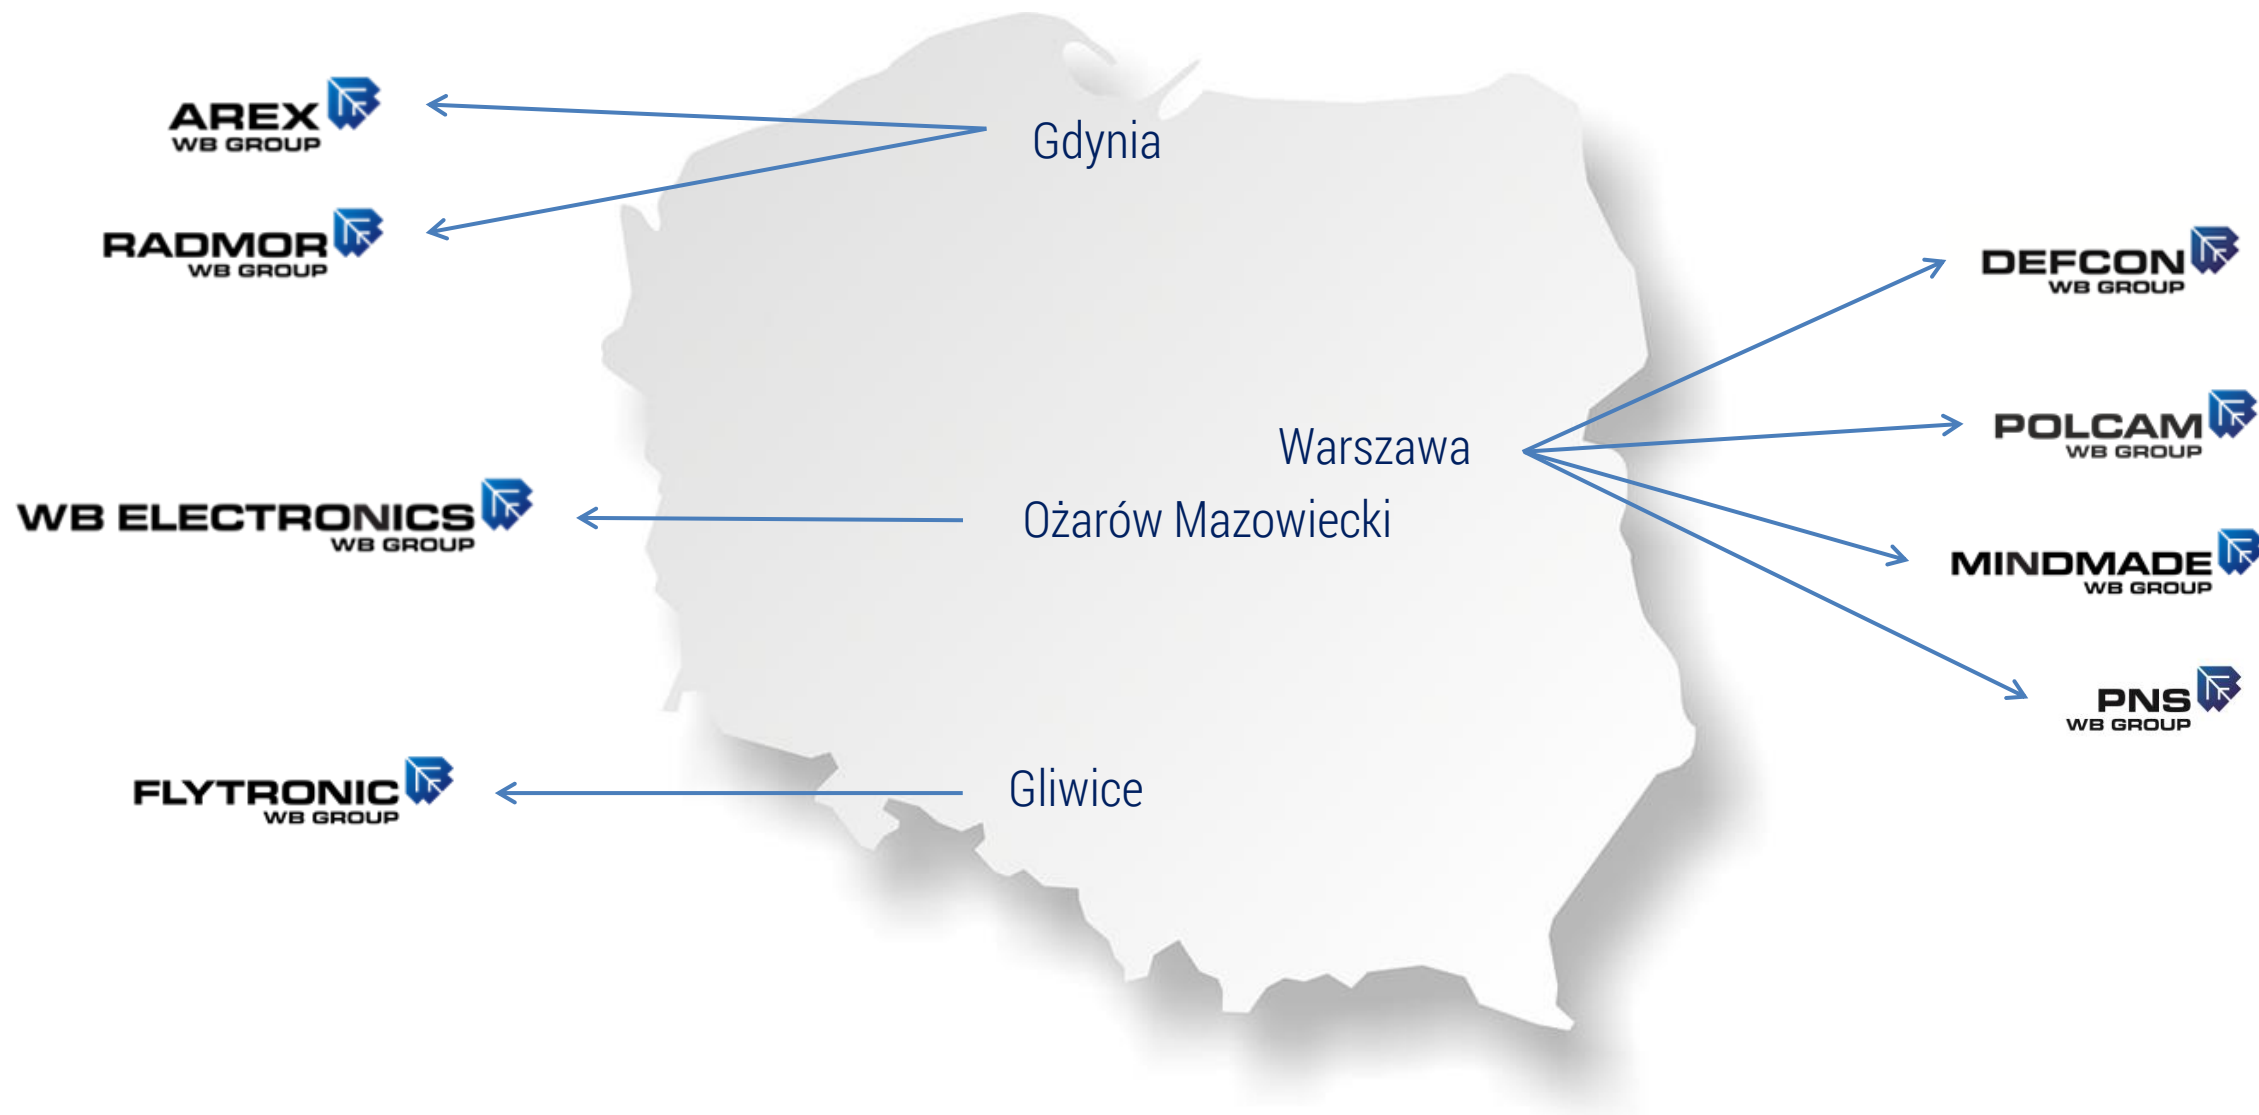 AREX
WB GROUP
RADMOR
WB GROUP
WB ELECTRONICS
WB GROUP
FLYTRONIC
WB GROUP
Gdynia
Warszawa
Ożarów Mazowiecki
Gliwice
DEFCON
WB GROUP
POLCAM
WB GROUP
MINDMADE
WB GROUP
PNS
WB GROUP